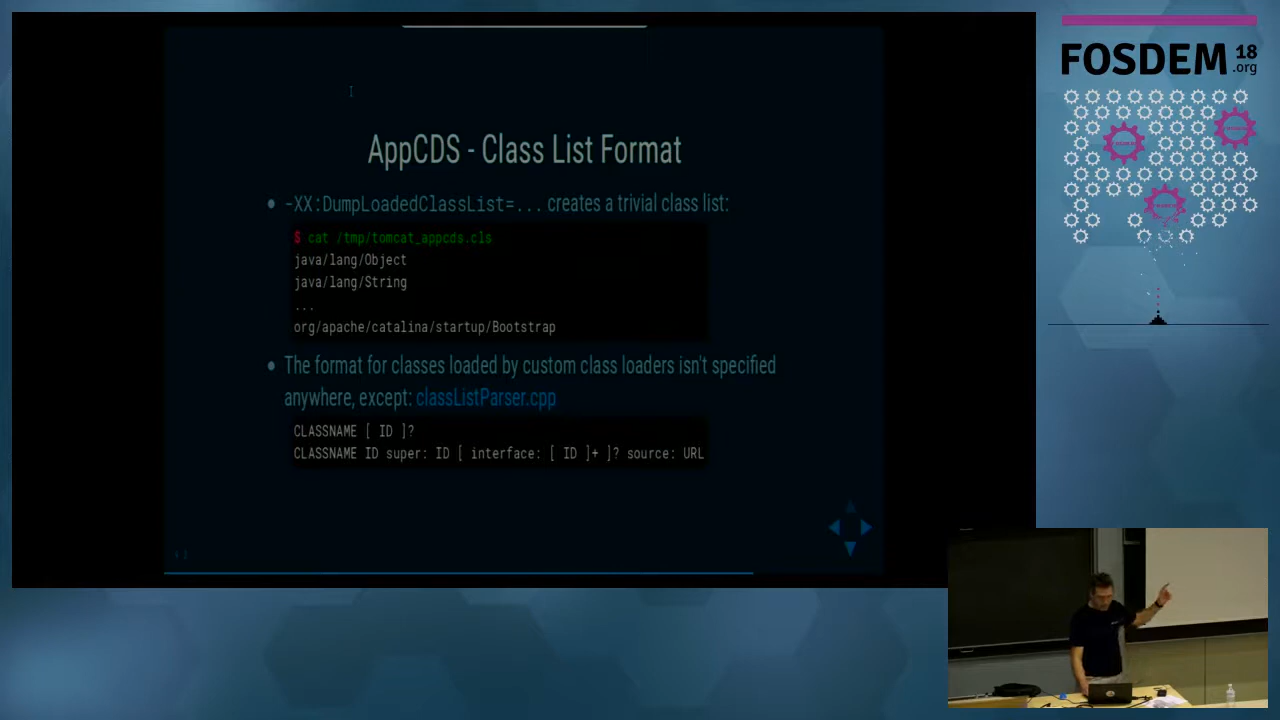 AppCDS - Class List Format
-XX:DumpLoadedClassList=... creates a trivial class list:
$ cat /tmp/tomcat_appcds.cls
java/lang/Object
java/lang/String
...
org/apache/catalina/startup/Bootstrap
The format for classes loaded by custom class loaders isn't specified
anywhere, except: classListParser.cpp
CLASSNAME [ ID ]?
CLASSNAME ID super: ID [ interface: [ ID ]+ ]? source: URL
FOSDEM 18
.org